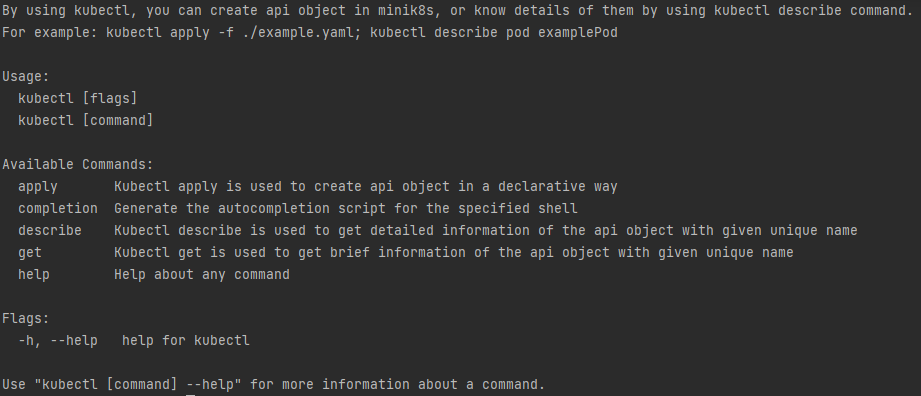 By using kubectl, you can create api object in minik8s, or know details of them by using kubectl describe command.
For example: kubectl apply -f ./example.yaml; kubectl describe pod examplePod
Usage:
kubectl [flags]
kubectl [command]
Available Commands:
apply       Kubectl apply is used to create api object in a declarative way
completion  Generate the autocompletion script for the specified shell
describe    Kubectl describe is used to get detailed information of the api object with given unique name
get         Kubectl get is used to get brief information of the api object with given unique name
help        Help about any command
Flags:
-h, --help   help for kubectl
Use "kubectl [command] --help" for more information about a command.